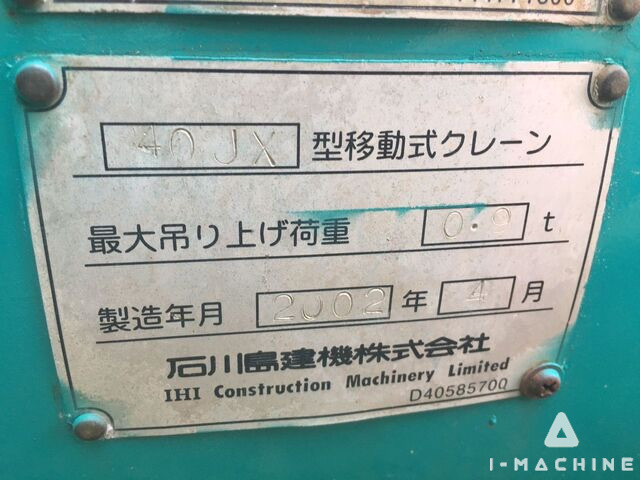 40JX 型移動式クレーン
最大吊り上げ荷重 0.9 t
製造年月 2002 年 4 月
石川島建機株式会社
IHI Construction Machinery Limited
D40585700
I-MACHINE